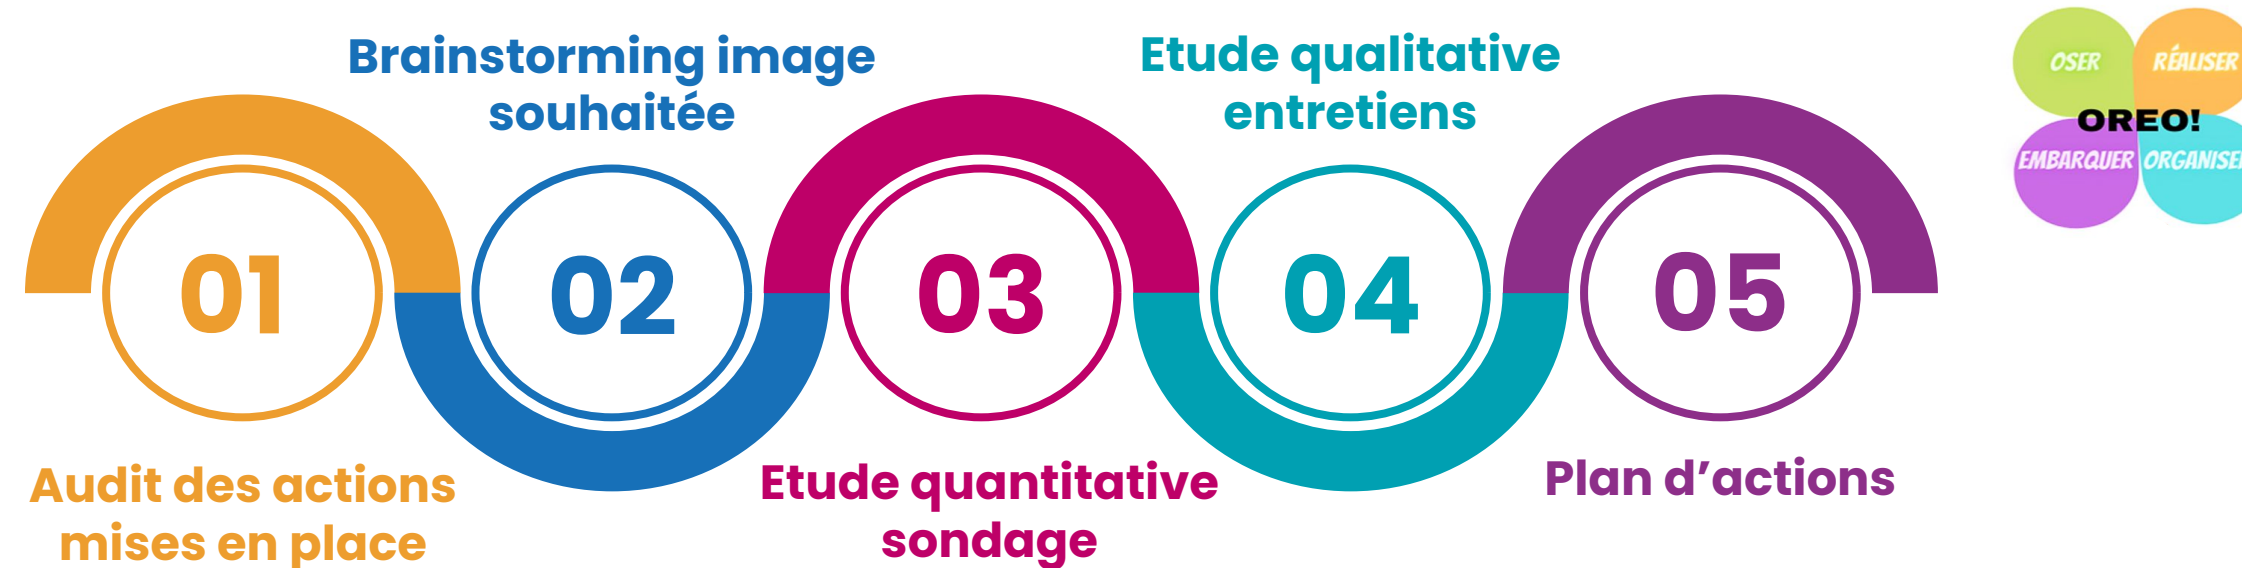 01
Audit des actions
mises en place
Brainstorming image
souhaitée
02
03
Etude quantitative
sondage
Etude qualitative
entretiens
04
05
Plan d’actions
OSER
RÉALISER
OREO!
EMBARQUER
ORGANISE